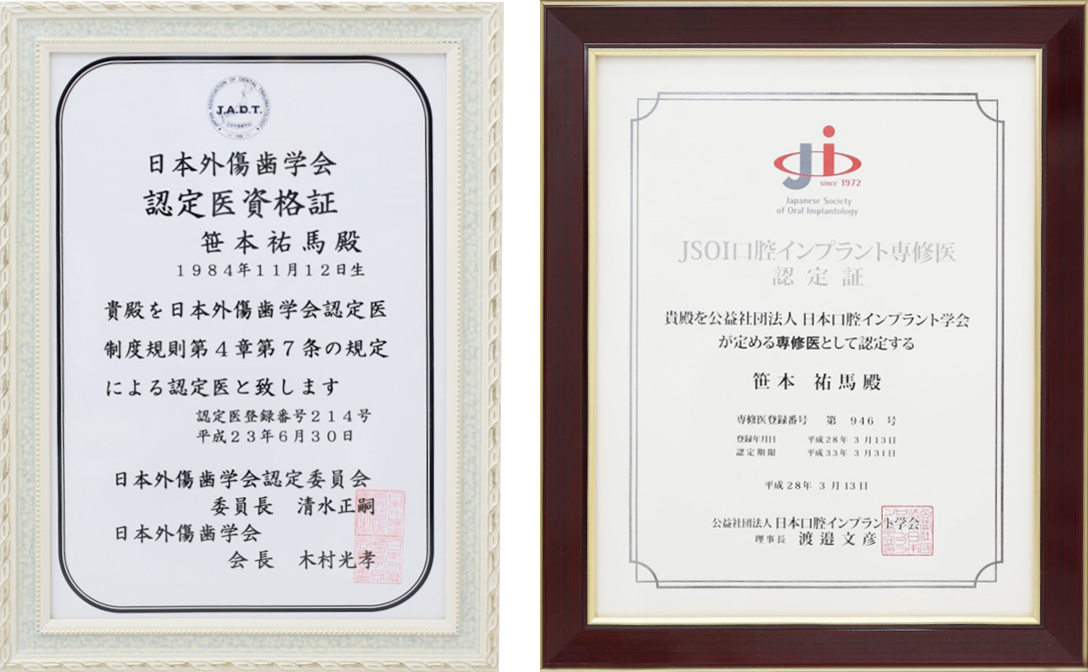 J.A.D.T.
日本外傷歯学会
認定医資格証
笹本祐馬殿
1984年11月12日生
貴殿を日本外傷歯学会認定医
制度規則第4章第7条の規定
による認定医と致します
認定医登録番号214号
平成23年6月30日
日本外傷歯学会認定委員会
委員長 清水正嗣
日本外傷歯学会
会長 木村光孝
since 1972
Japanese Society
of Oral Implantology
JSOI口腔インプラント専修医
認定証
貴殿を公益社団法人 日本口腔インプラント学会
が定める専修医として認定する
笹本 祐馬殿
専修医登録番号 第 946 号
登録年月日 平成28年 3月13日
認定期限 平成33年 3月31日
平成28年 3月13日
公益社団法人 日本口腔インプラント学会
理事長 渡邉文彦